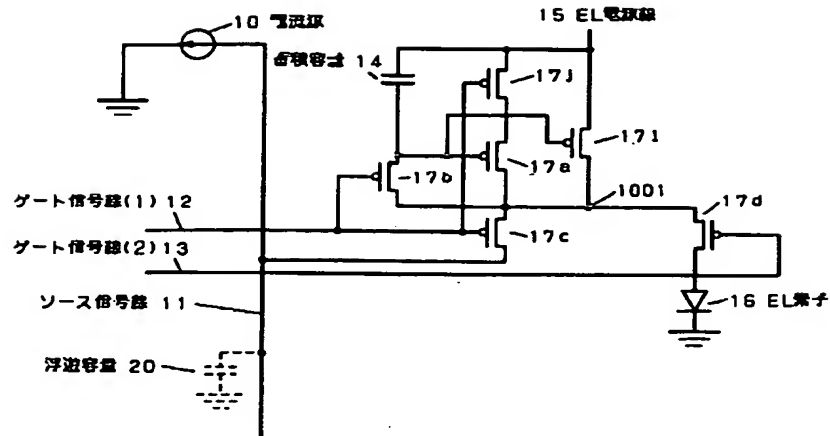 10 電流源
15 EL電源線
蓄積容量 14
17j
17l
17b
17a
1001
17d
ゲート信号線(1) 12
17c
ゲート信号線(2) 13
ソース信号線 11
16 EL素子
浮遊容量 20